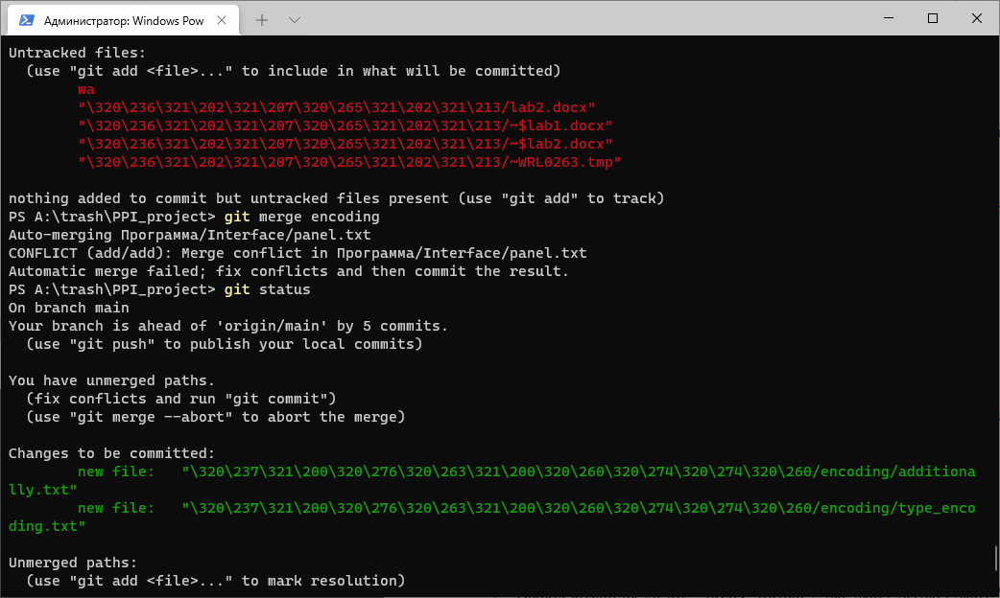 Администратор: Windows Pow
Untracked files:
  (use "git add <file>..." to include in what will be committed)
        wa
        "\320\236\321\202\321\207\320\265\321\202\321\213/lab2.docx"
        "\320\236\321\202\321\207\320\265\321\202\321\213/~$lab1.docx"
        "\320\236\321\202\321\207\320\265\321\202\321\213/~$lab2.docx"
        "\320\236\321\202\321\207\320\265\321\202\321\213/~WRL0263.tmp"
nothing added to commit but untracked files present (use "git add" to track)
PS A:\trash\PPI_project> git merge encoding
Auto-merging Программа/Interface/panel.txt
CONFLICT (add/add): Merge conflict in Программа/Interface/panel.txt
Automatic merge failed; fix conflicts and then commit the result.
PS A:\trash\PPI_project> git status
On branch main
Your branch is ahead of 'origin/main' by 5 commits.
  (use "git push" to publish your local commits)
You have unmerged paths.
  (fix conflicts and run "git commit")
  (use "git merge --abort" to abort the merge)
Changes to be committed:
        new file:   "\320\237\321\200\320\276\320\263\321\200\320\260\320\274\320\274\320\260/encoding/additiona
lly.txt"
        new file:   "\320\237\321\200\320\276\320\263\321\200\320\260\320\274\320\274\320\260/encoding/type_enco
ding.txt"
Unmerged paths:
  (use "git add <file>..." to mark resolution)